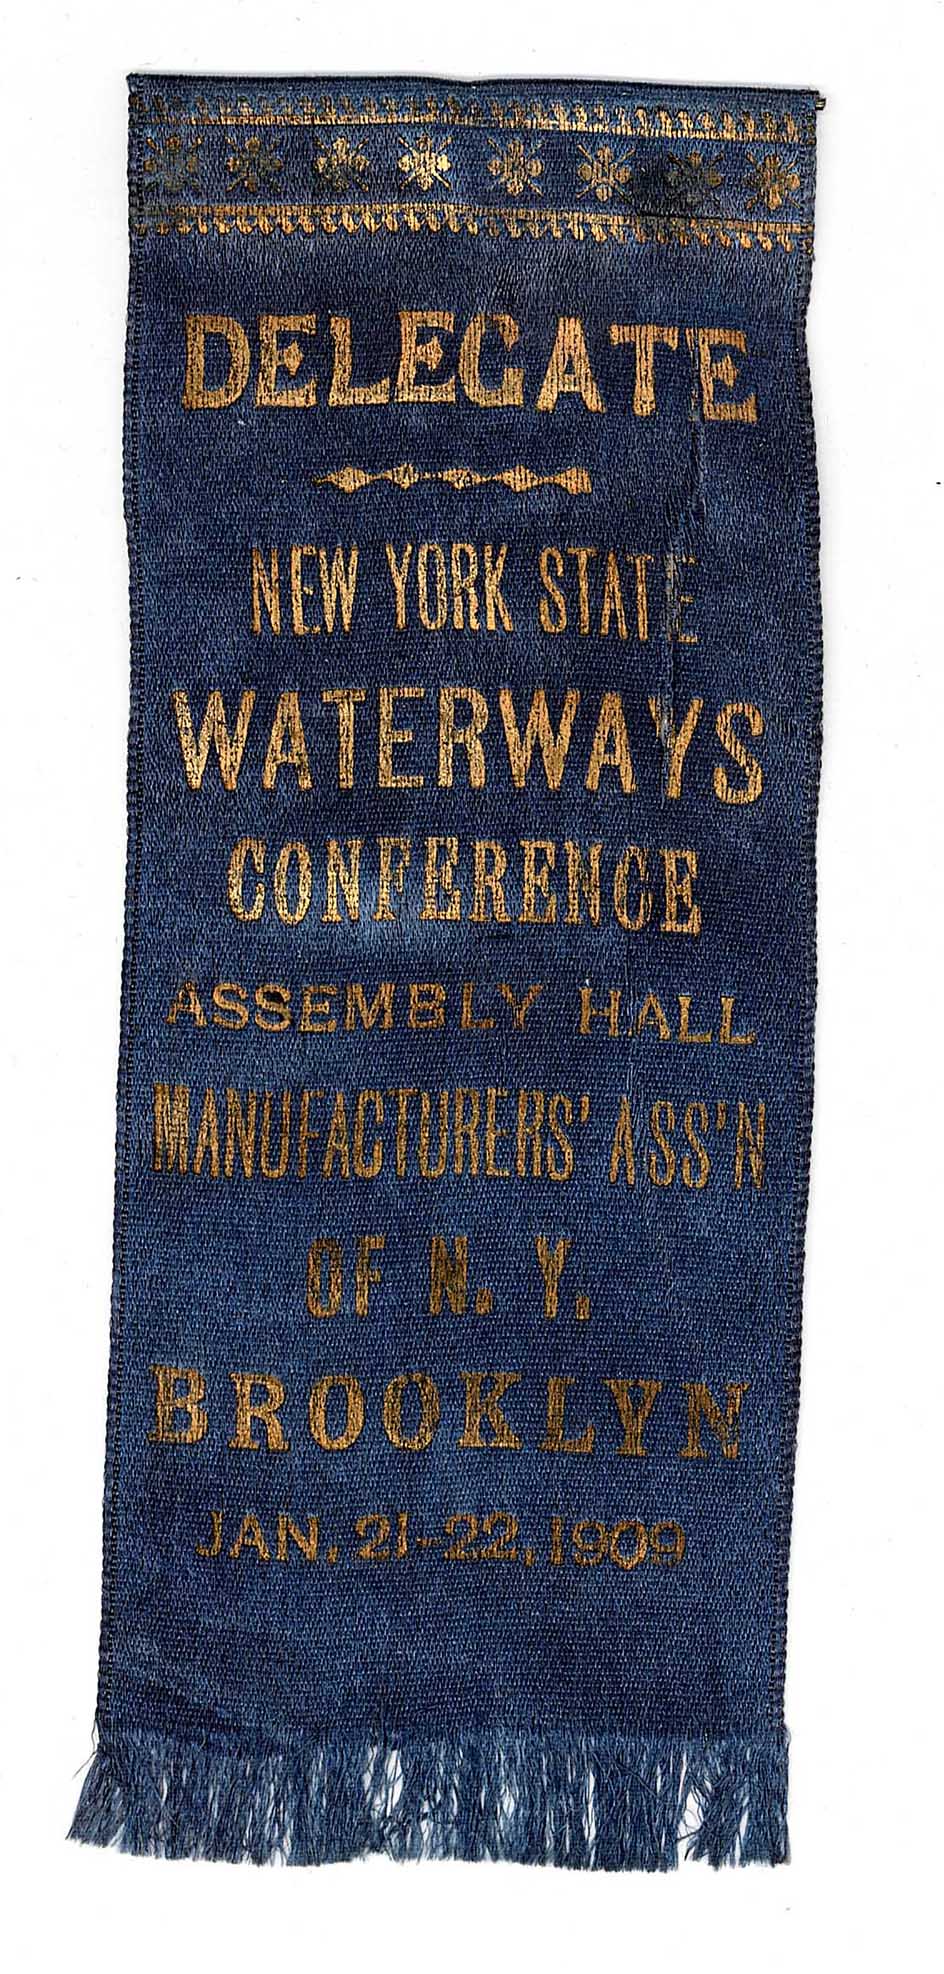 DELEGATE
NEW YORK STATE
WATERWAYS
CONFERENCE
ASSEMBLY HALL
MANUFACTURERS' ASS'N
OF N. Y.
BROOKLYN
JAN. 21-22, 1909